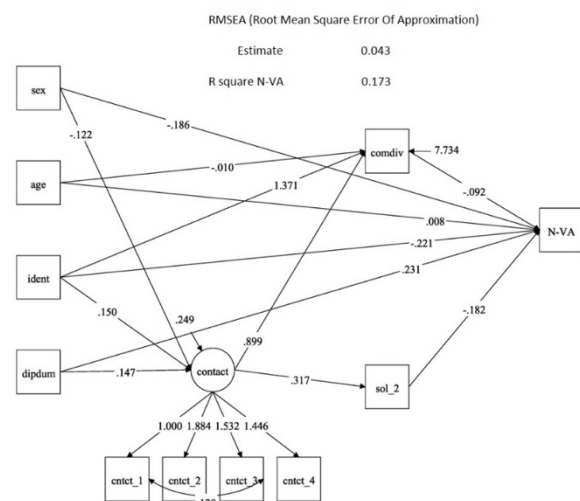 RMSEA (Root Mean Square Error Of Approximation)
Estimate 0.043
R square N-VA 0.173
sex
-.186
-.122
comdiv
7.734
-.010
1.371
-.092
age
.008
N-VA
-.221
.231
ident
.150
-.182
.249
.899
dipdum
.147
contact
.317
sol_2
1.000 1.884 1.532 1.446
cntct_1 cntct_2 cntct_3 cntct_4